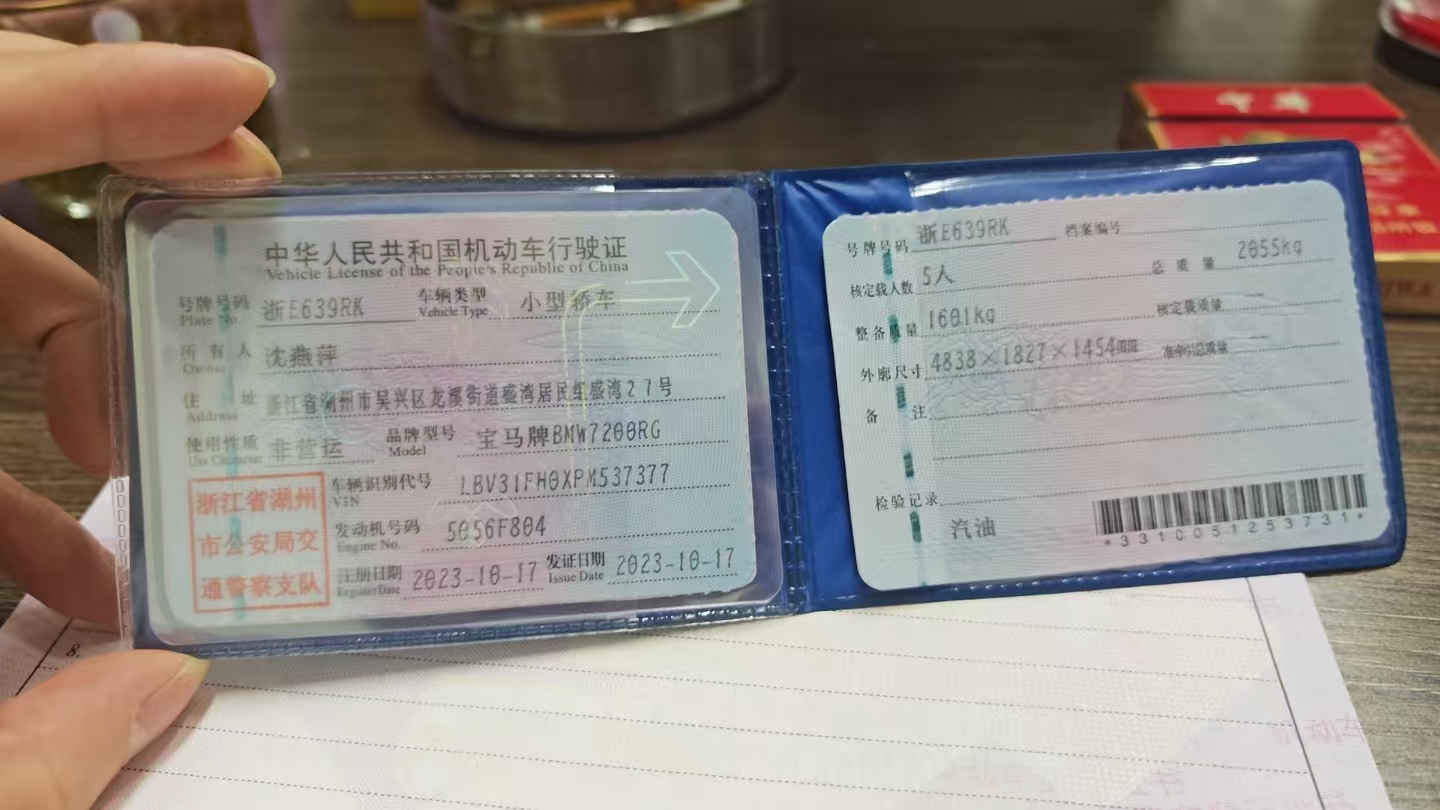 中华人民共和国机动车行驶证
Vehicle License of the People's Republic of China
号牌号码 浙E639RK 车辆类型 小型轿车
Plate No. Vehicle Type
所有人 沈燕萍
Owner
住址 浙江省湖州市吴兴区龙溪街道盛湾居民组盛湾27号
Address
使用性质 非营运 品牌型号 宝马牌BMW7200RG
Use Character Model
浙江省湖州
市公安局交
通警察支队
车辆识别代号 LBV31FH0XPM537377
VIN
发动机号码 5056F804
Engine No.
注册日期 2023-10-17 发证日期 2023-10-17
Register Date Issue Date
号牌号码 浙E639RK 档案编号
核定载人数 5人 总质量 2055kg
整备质量 1601kg 核定载质量
外廓尺寸 4838×1827×1454mm 准牵引总质量
备注
检验记录
汽油
*3310051253731*
8.